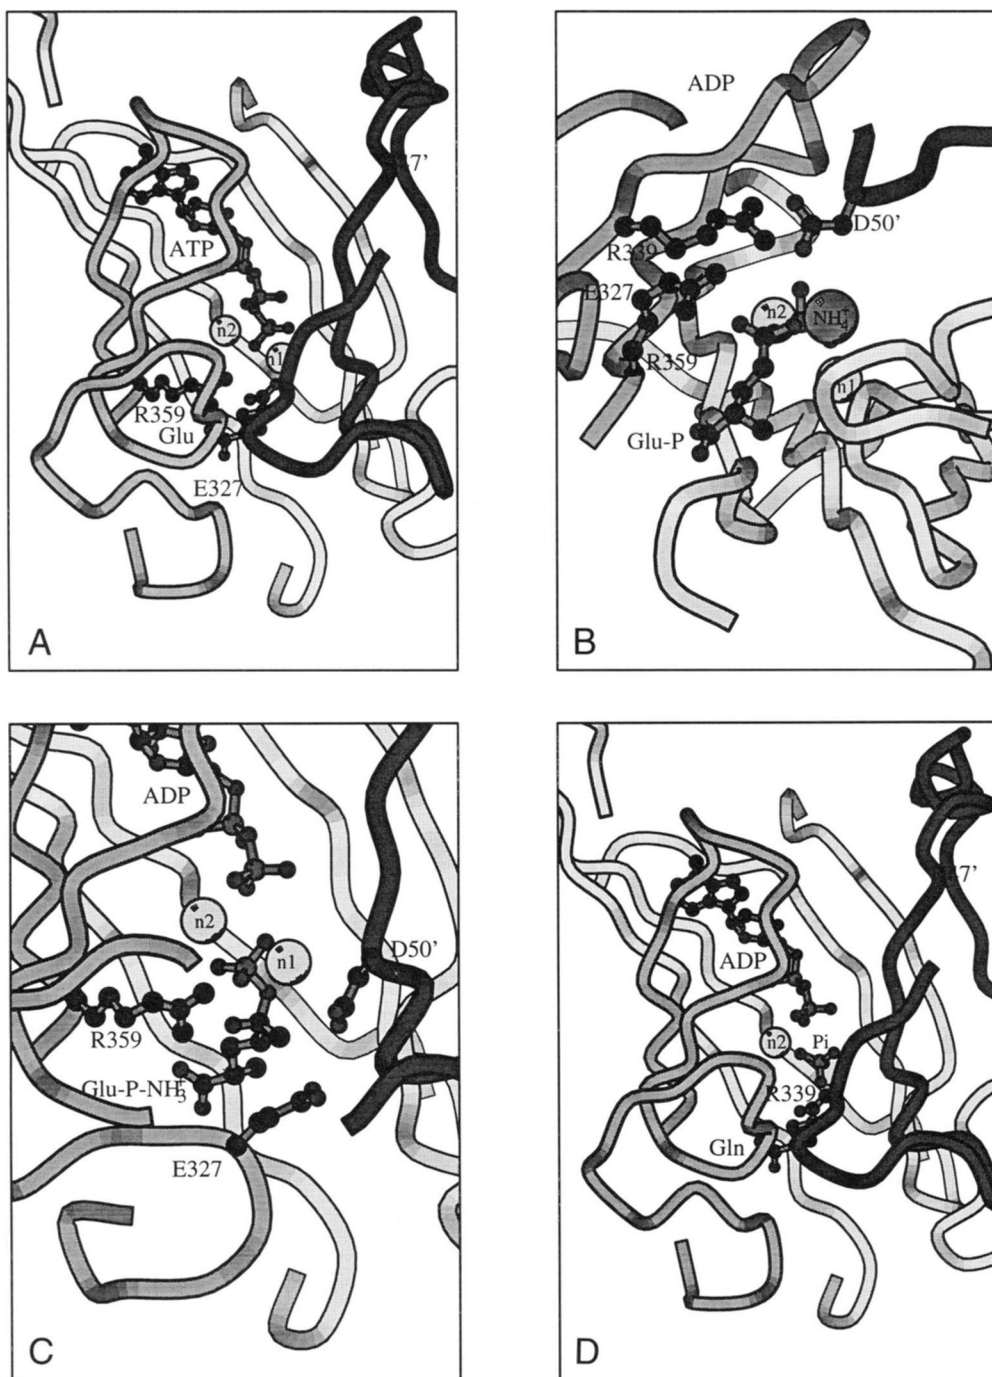 ATP
n2
n1
R359
Glu
E327
A
ADP
D50'
R339
E327
n2
NH4+
R359
n1
Glu-P
B
ADP
n2
n1
D50'
R359
Glu-P-NH3+
E327
C
ADP
n2
Pi
R339
Gln
D